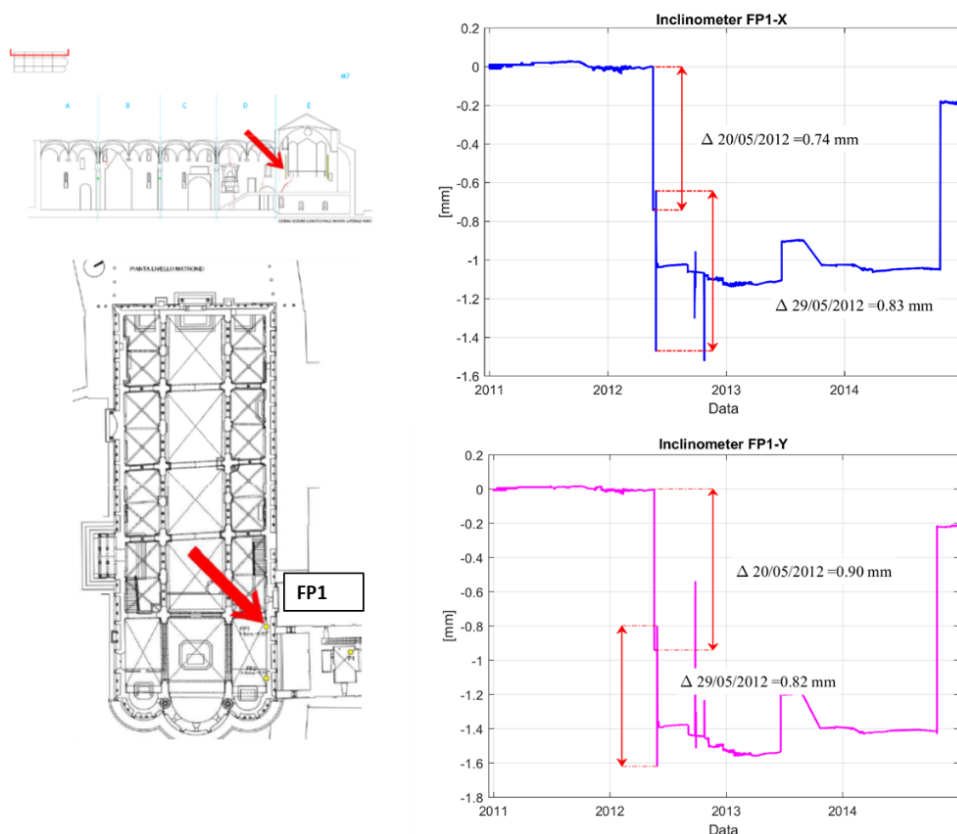 M7
A B C D E
PIANTA LIVELLO MATRONEI
FP1
Inclinometer FP1-X
0.2
0
-0.2
-0.4
-0.6
-0.8
-1
-1.2
-1.4
-1.6
[mm]
Δ 20/05/2012 =0.74 mm
Δ 29/05/2012 =0.83 mm
2011 2012 2013 2014
Data
Inclinometer FP1-Y
0.2
0
-0.2
-0.4
-0.6
-0.8
-1
-1.2
-1.4
-1.6
-1.8
[mm]
Δ 20/05/2012 =0.90 mm
Δ 29/05/2012 =0.82 mm
2011 2012 2013 2014
Data